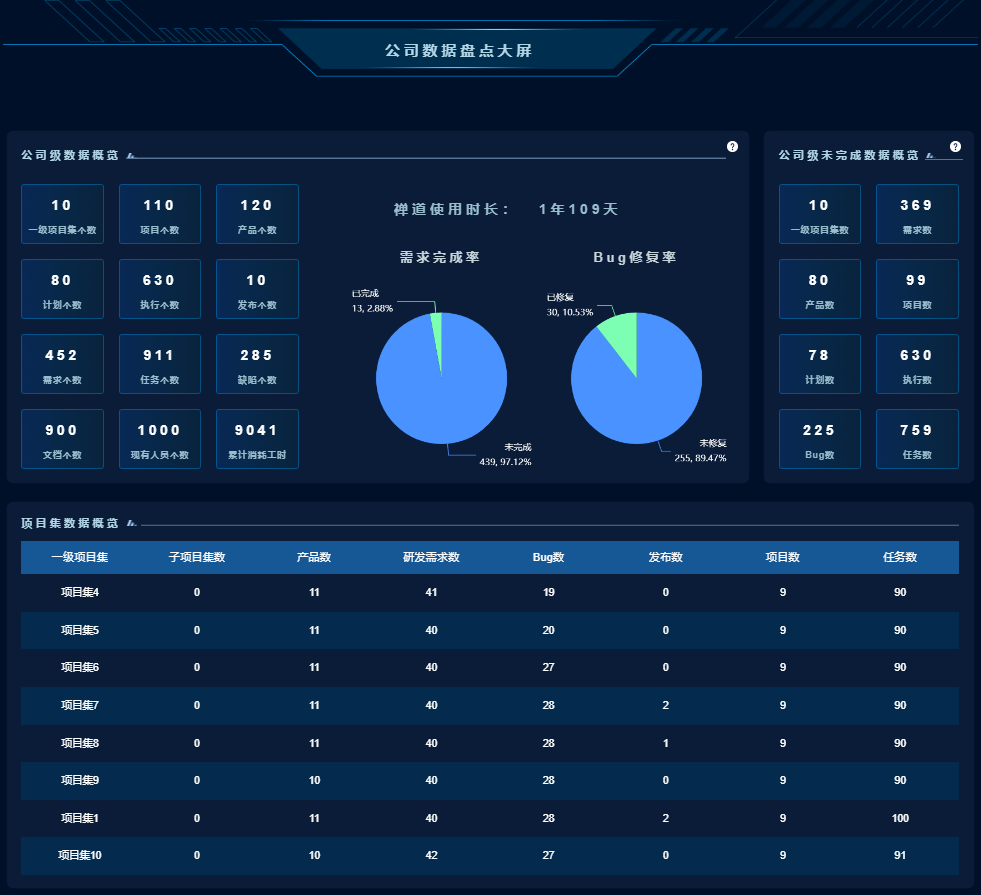 公司数据盘点大屏
公司级数据概览
?
10
一级项目集个数
110
项目个数
120
产品个数
80
计划个数
630
执行个数
10
发布个数
452
需求个数
911
任务个数
285
缺陷个数
900
文档个数
1000
现有人员个数
9041
累计消耗工时
禅道使用时长： 1年109天
需求完成率
已完成
13, 2.88%
未完成
439, 97.12%
Bug修复率
已修复
30, 10.53%
未修复
255, 89.47%
公司级未完成数据概览
?
10
一级项目集数
369
需求数
80
产品数
99
项目数
78
计划数
630
执行数
225
Bug数
759
任务数
项目集数据概览
一级项目集 子项目集数 产品数 研发需求数 Bug数 发布数 项目数 任务数
项目集4 0 11 41 19 0 9 90
项目集5 0 11 40 20 0 9 90
项目集6 0 11 40 27 0 9 90
项目集7 0 11 40 28 2 9 90
项目集8 0 11 40 28 1 9 90
项目集9 0 10 40 28 0 9 90
项目集1 0 11 40 28 2 9 100
项目集10 0 10 42 27 0 9 91